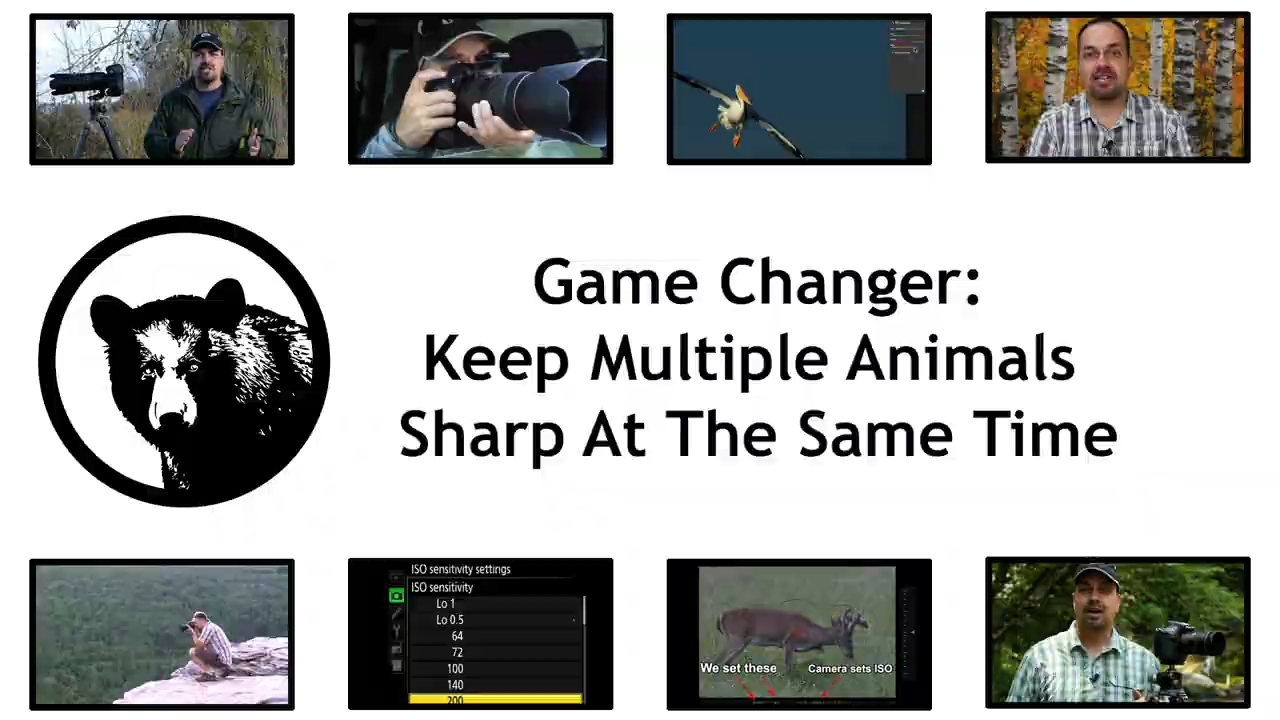 Game Changer:
Keep Multiple Animals
Sharp At The Same Time
ISO sensitivity settings
ISO sensitivity
Lo 1
Lo 0.5
64
72
100
140
200
We set these
Camera sets ISO